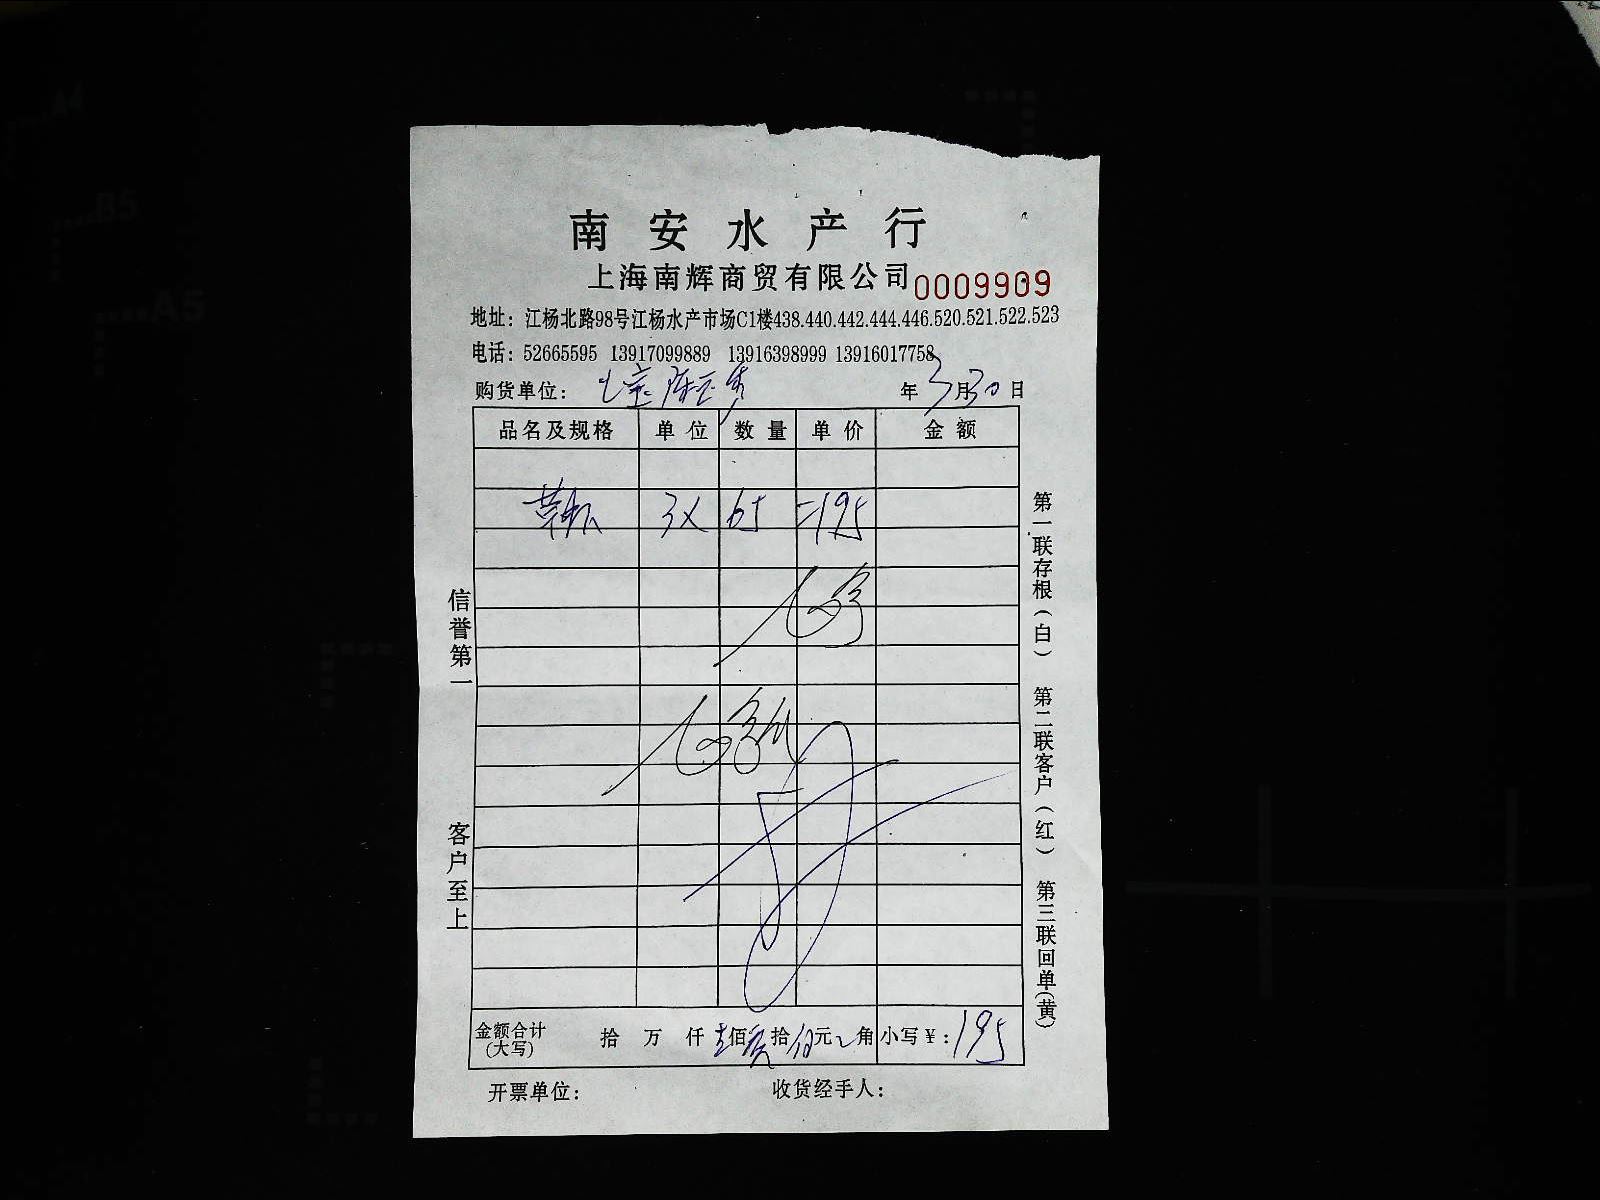 南安水产行
上海南辉商贸有限公司 0009909
地址：江杨北路98号江杨水产市场C1楼438.440.442.444.446.520.521.522.523
电话：52665595 13917099889 13916398999 13916017758
购货单位： 年3月30日
品名及规格 单位 数量 单价 金额
3× 65 =195
信誉第一
客户至上
第一联存根（白） 第二联客户（红） 第三联回单（黄）
金额合计（大写） 拾 万 仟 壹佰 玖拾 伍元 角 小写¥：195
开票单位： 收货经手人：